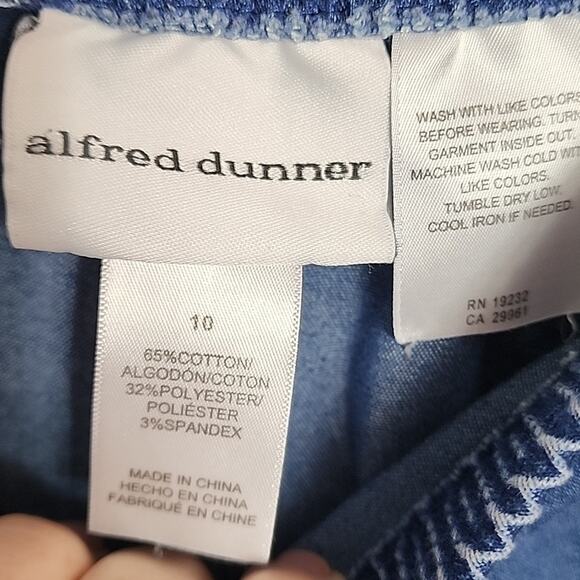 alfred dunner
10
65%COTTON/
ALGODÓN/COTON
32%POLYESTER/
POLIÉSTER
3%SPANDEX
MADE IN CHINA
HECHO EN CHINA
FABRIQUÉ EN CHINE
WASH WITH LIKE COLORS
BEFORE WEARING. TURN
GARMENT INSIDE OUT.
MACHINE WASH COLD
LIKE COLORS.
TUMBLE DRY LOW.
COOL IRON IF NEEDED.
RN 19232
CA 29961